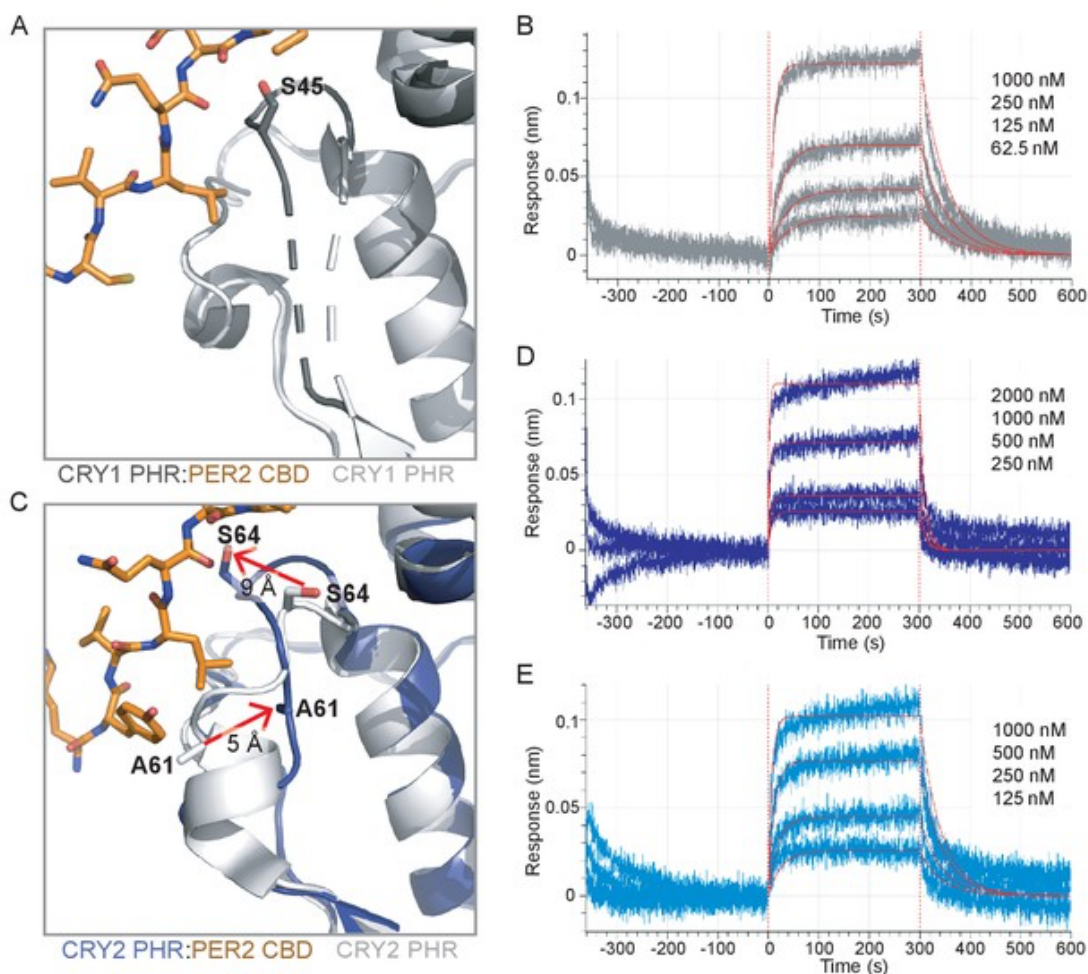 A
S45
CRY1 PHR:PER2 CBD CRY1 PHR
B
Response (nm)
0.1
0.05
0
1000 nM
250 nM
125 nM
62.5 nM
-300 -200 -100 0 100 200 300 400 500 600
Time (s)
C
S64
9 Å
S64
A61
5 Å
A61
CRY2 PHR:PER2 CBD CRY2 PHR
D
Response (nm)
0.1
0.05
0
2000 nM
1000 nM
500 nM
250 nM
-300 -200 -100 0 100 200 300 400 500 600
Time (s)
E
Response (nm)
0.1
0.05
0
1000 nM
500 nM
250 nM
125 nM
-300 -200 -100 0 100 200 300 400 500 600
Time (s)